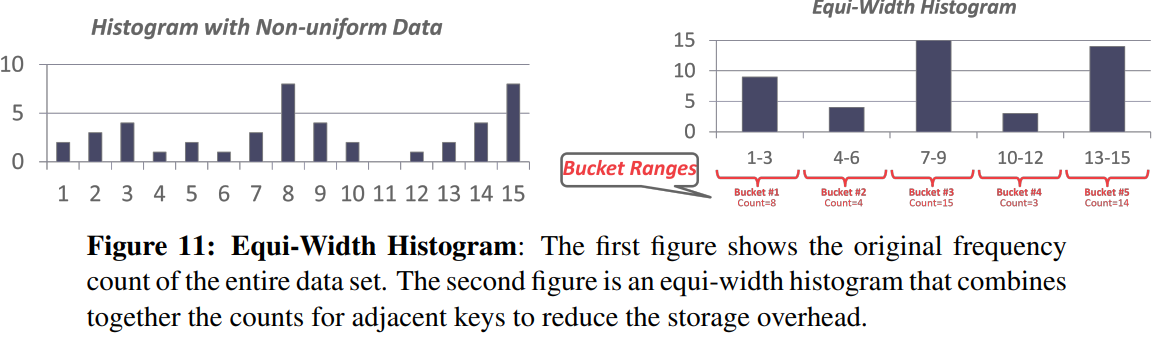 Histogram with Non-uniform Data
10
5
0
1 2 3 4 5 6 7 8 9 10 11 12 13 14 15
Equi-Width Histogram
15
10
5
0
1-3 4-6 7-9 10-12 13-15
Bucket Ranges
Bucket #1 Bucket #2 Bucket #3 Bucket #4 Bucket #5
Count=8 Count=4 Count=15 Count=3 Count=14
Figure 11: Equi-Width Histogram: The first figure shows the original frequency
count of the entire data set. The second figure is an equi-width histogram that combines
together the counts for adjacent keys to reduce the storage overhead.